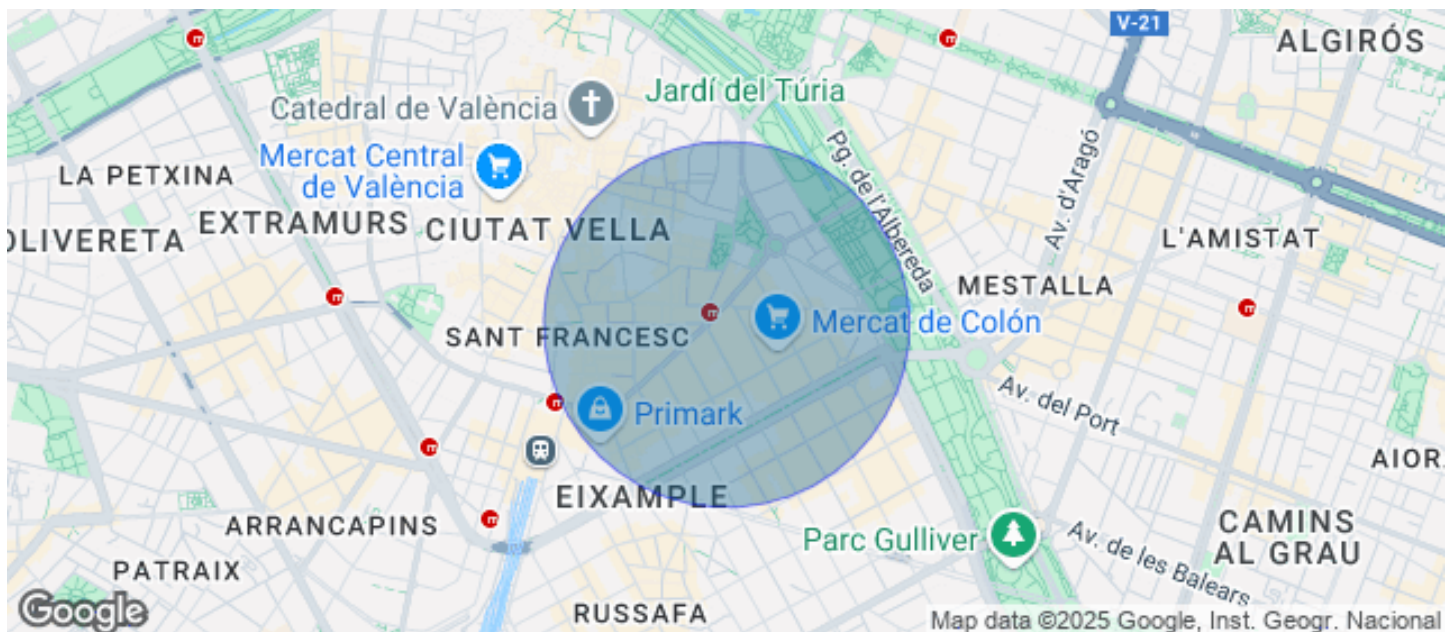 V-21
ALGIRÓS
Jardí del Túria
Catedral de València
Pg. de l'Albereda
Mercat Central
de València
Av. d'Aragó
LA PETXINA
EXTRAMURS
CIUTAT VELLA
OLIVERETA
L'AMISTAT
MESTALLA
Mercat de Colón
SANT FRANCESC
Av. del Port
Primark
AIOR
EIXAMPLE
ARRANCAPINS
Parc Gulliver
CAMINS
AL GRAU
Av. de les Balears
PATRAIX
Google
RUSSAFA
Map data ©2025 Google, Inst. Geogr. Nacional